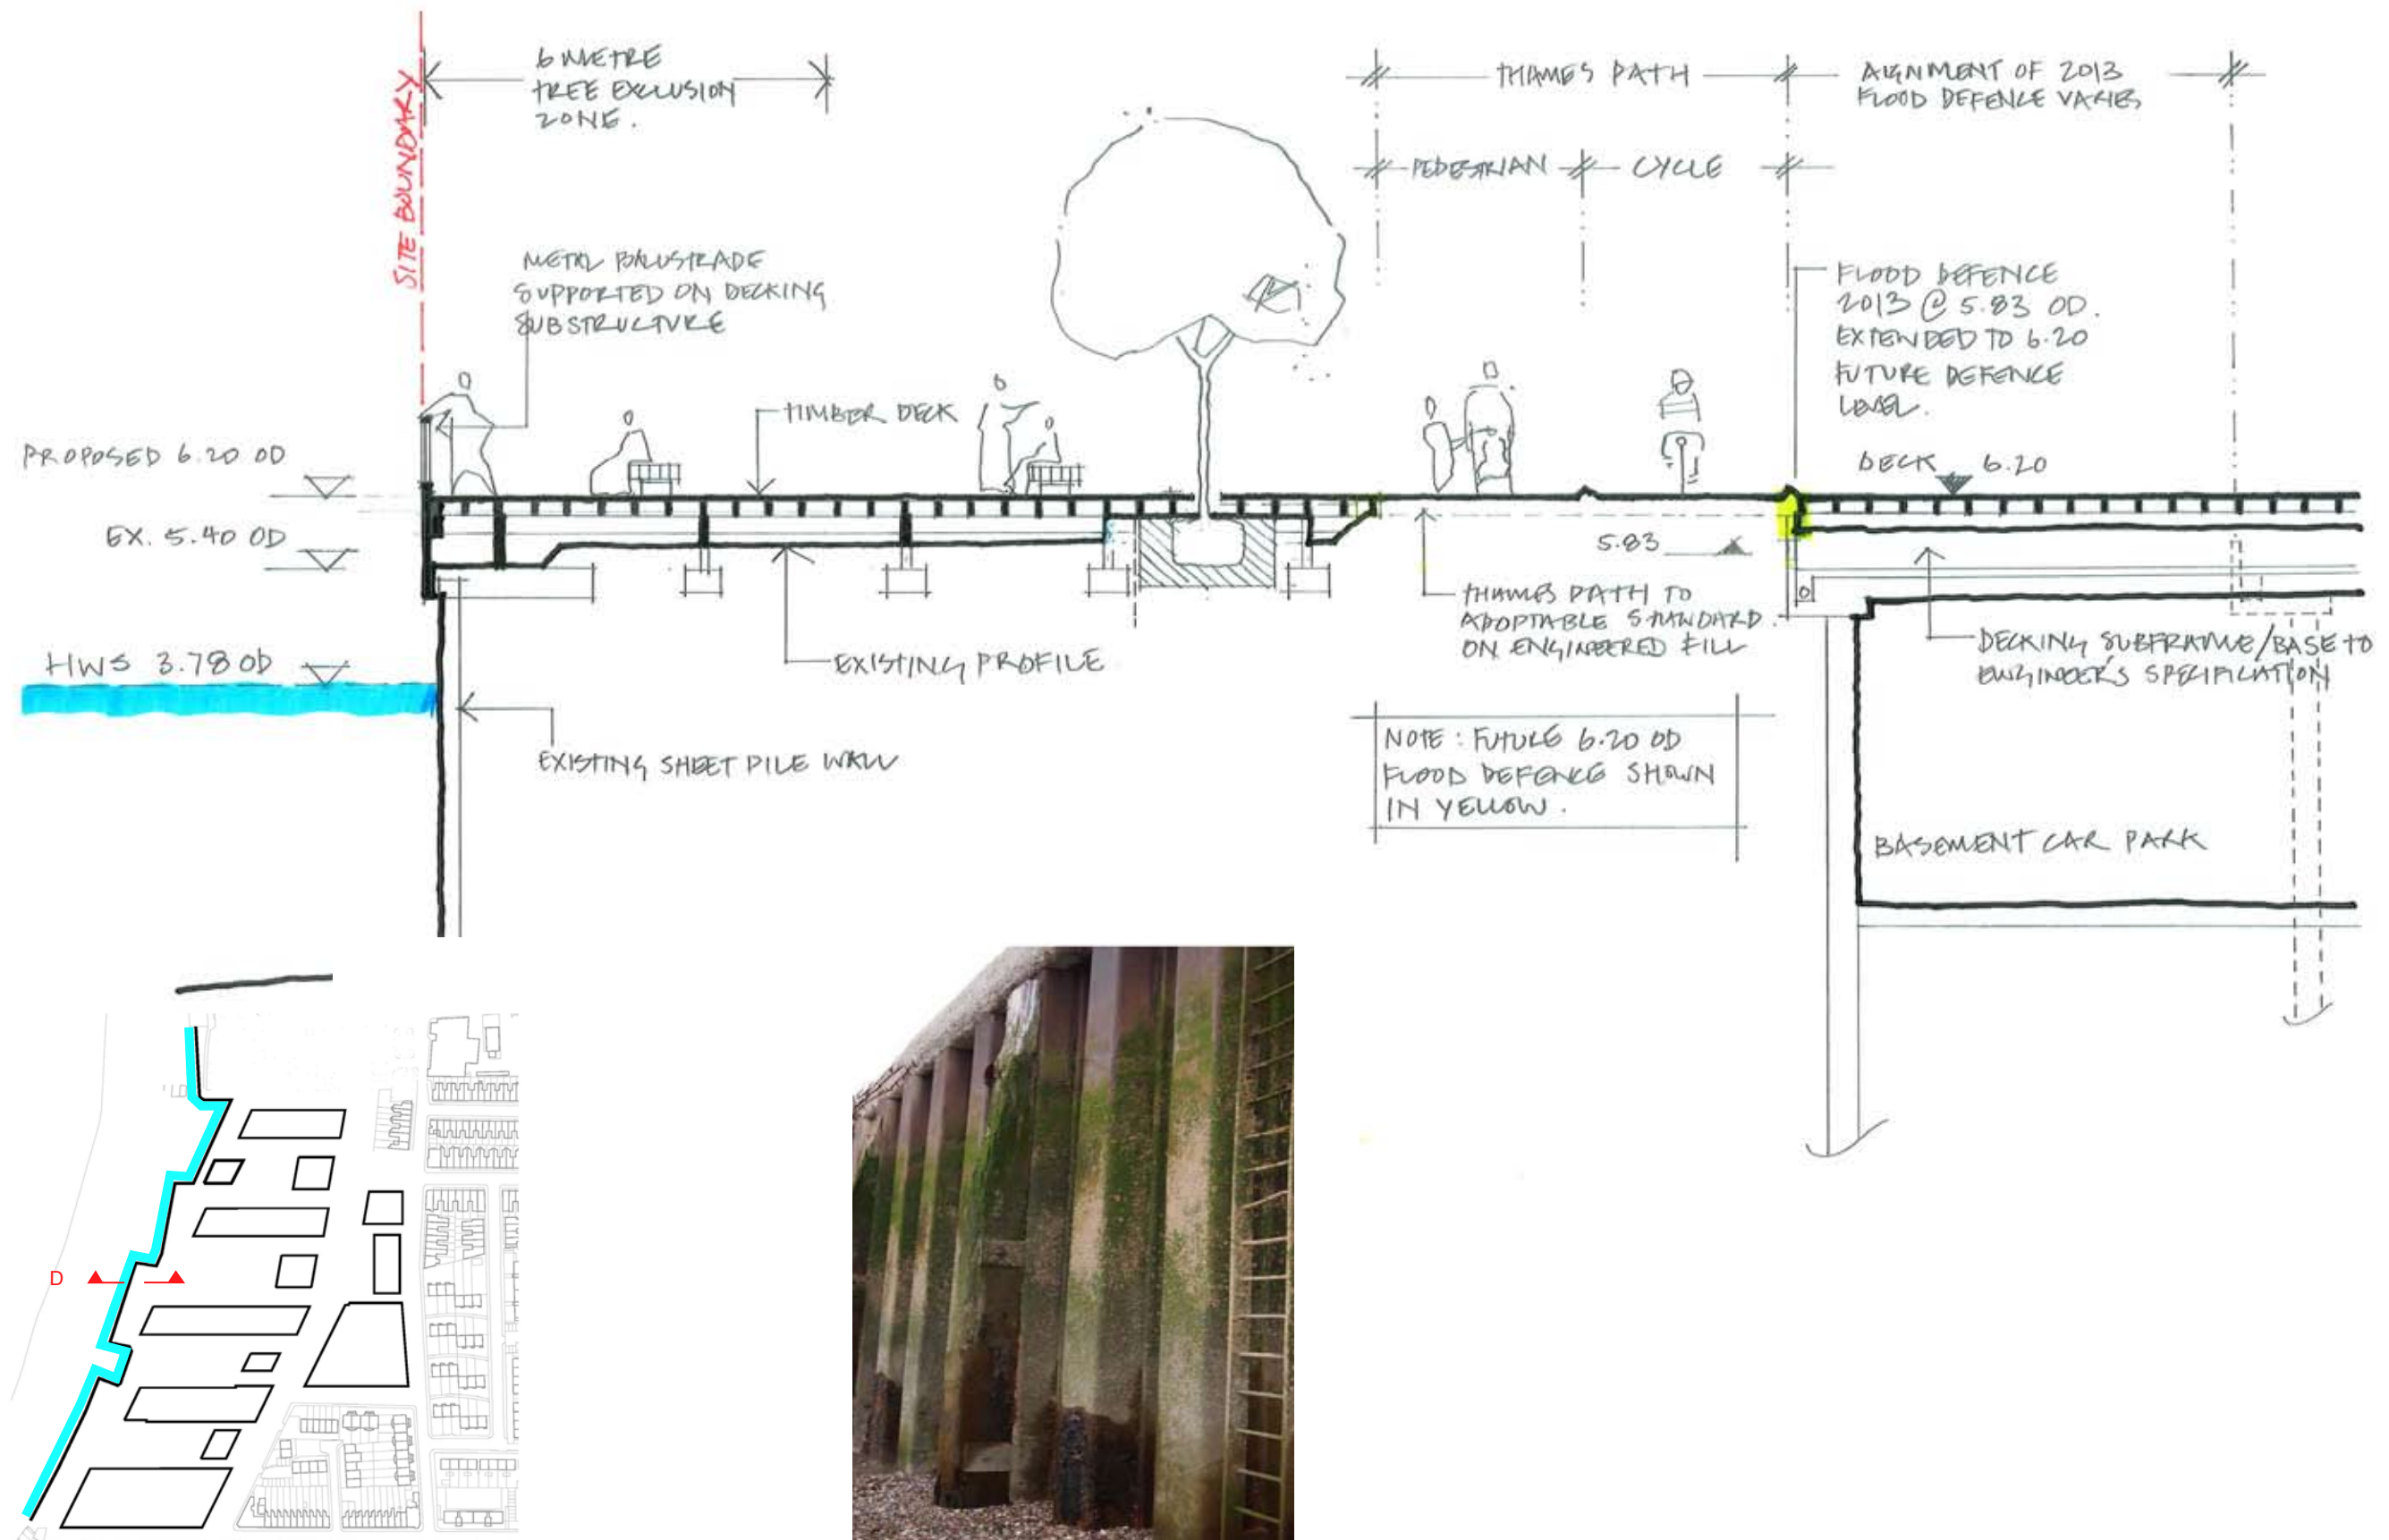 6 METRE
TREE EXCLUSION
ZONE.
THAMES PATH
ALIGNMENT OF 2013
FLOOD DEFENCE VARIES
PEDESTRIAN
CYCLE
SITE BOUNDARY
METAL BALUSTRADE
SUPPORTED ON DECKING
SUBSTRUCTURE
FLOOD DEFENCE
2013 @ 5.83 OD.
EXTENDED TO 6.20
FUTURE DEFENCE
LEVEL.
TIMBER DECK
PROPOSED 6.20 OD
DECK 6.20
EX. 5.40 OD
5.83
THAMES PATH TO
ADOPTABLE STANDARD
ON ENGINEERED FILL
DECKING SUBFRAME/BASE TO
ENGINEER'S SPECIFICATION
HWS 3.78 OD
EXISTING PROFILE
EXISTING SHEET PILE WALL
NOTE : FUTURE 6.20 OD
FLOOD DEFENCE SHOWN
IN YELLOW.
BASEMENT CAR PARK
D